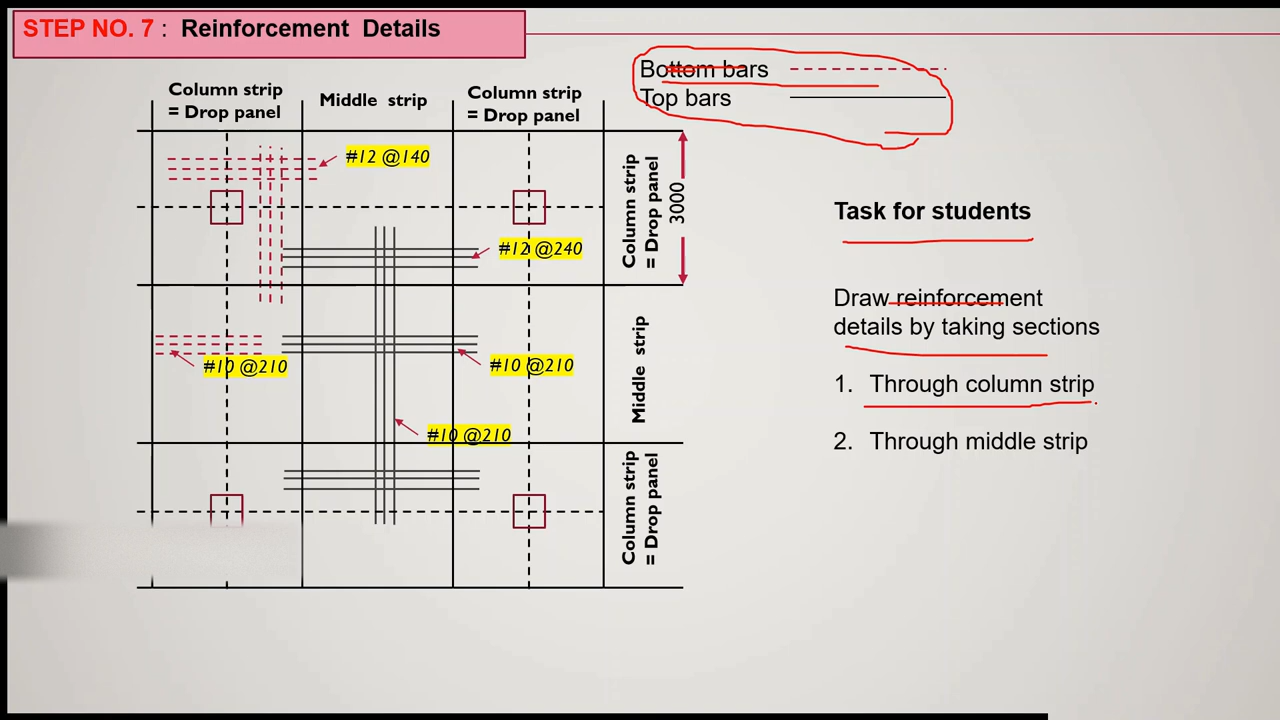 STEP NO. 7 : Reinforcement Details
Bottom bars
Top bars
Column strip
= Drop panel
Middle strip
Column strip
= Drop panel
#12 @140
Column strip
= Drop panel
3000
#12 @240
#10 @210
#10 @210
Middle strip
#10 @210
Column strip
= Drop panel
Task for students
Draw reinforcement
details by taking sections
1. Through column strip
2. Through middle strip